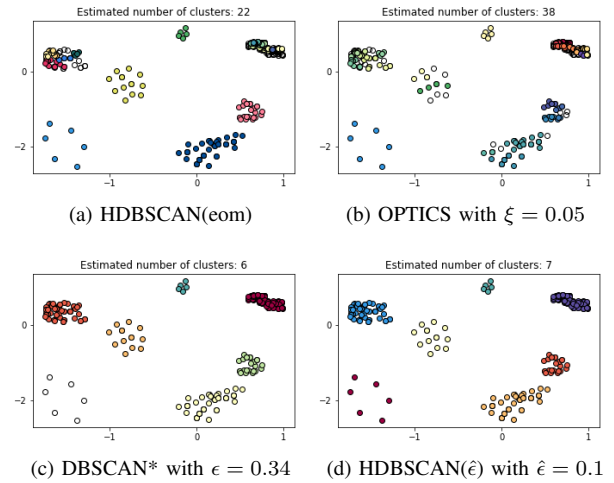 Estimated number of clusters: 22
Estimated number of clusters: 38
0
−2
−1
0
1
0
−2
−1
0
1
(a) HDBSCAN(eom)
(b) OPTICS with ξ = 0.05
Estimated number of clusters: 6
Estimated number of clusters: 7
0
−2
−1
0
1
0
−2
−1
0
1
(c) DBSCAN* with ϵ = 0.34
(d) HDBSCAN(ϵ̂) with ϵ̂ = 0.1